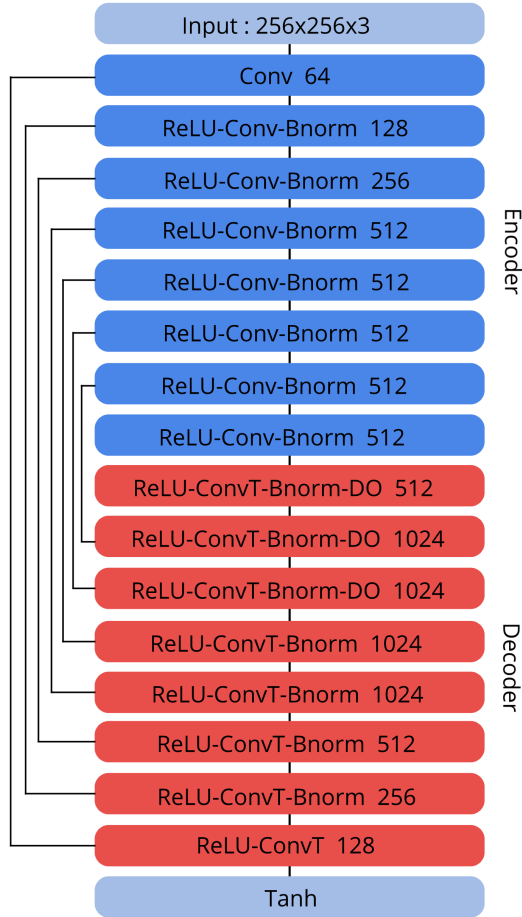 Input : 256x256x3
Conv 64
ReLU-Conv-Bnorm 128
ReLU-Conv-Bnorm 256
ReLU-Conv-Bnorm 512
ReLU-Conv-Bnorm 512
ReLU-Conv-Bnorm 512
ReLU-Conv-Bnorm 512
ReLU-Conv-Bnorm 512
Encoder
ReLU-ConvT-Bnorm-DO 512
ReLU-ConvT-Bnorm-DO 1024
ReLU-ConvT-Bnorm-DO 1024
ReLU-ConvT-Bnorm 1024
ReLU-ConvT-Bnorm 1024
ReLU-ConvT-Bnorm 512
ReLU-ConvT-Bnorm 256
ReLU-ConvT 128
Decoder
Tanh